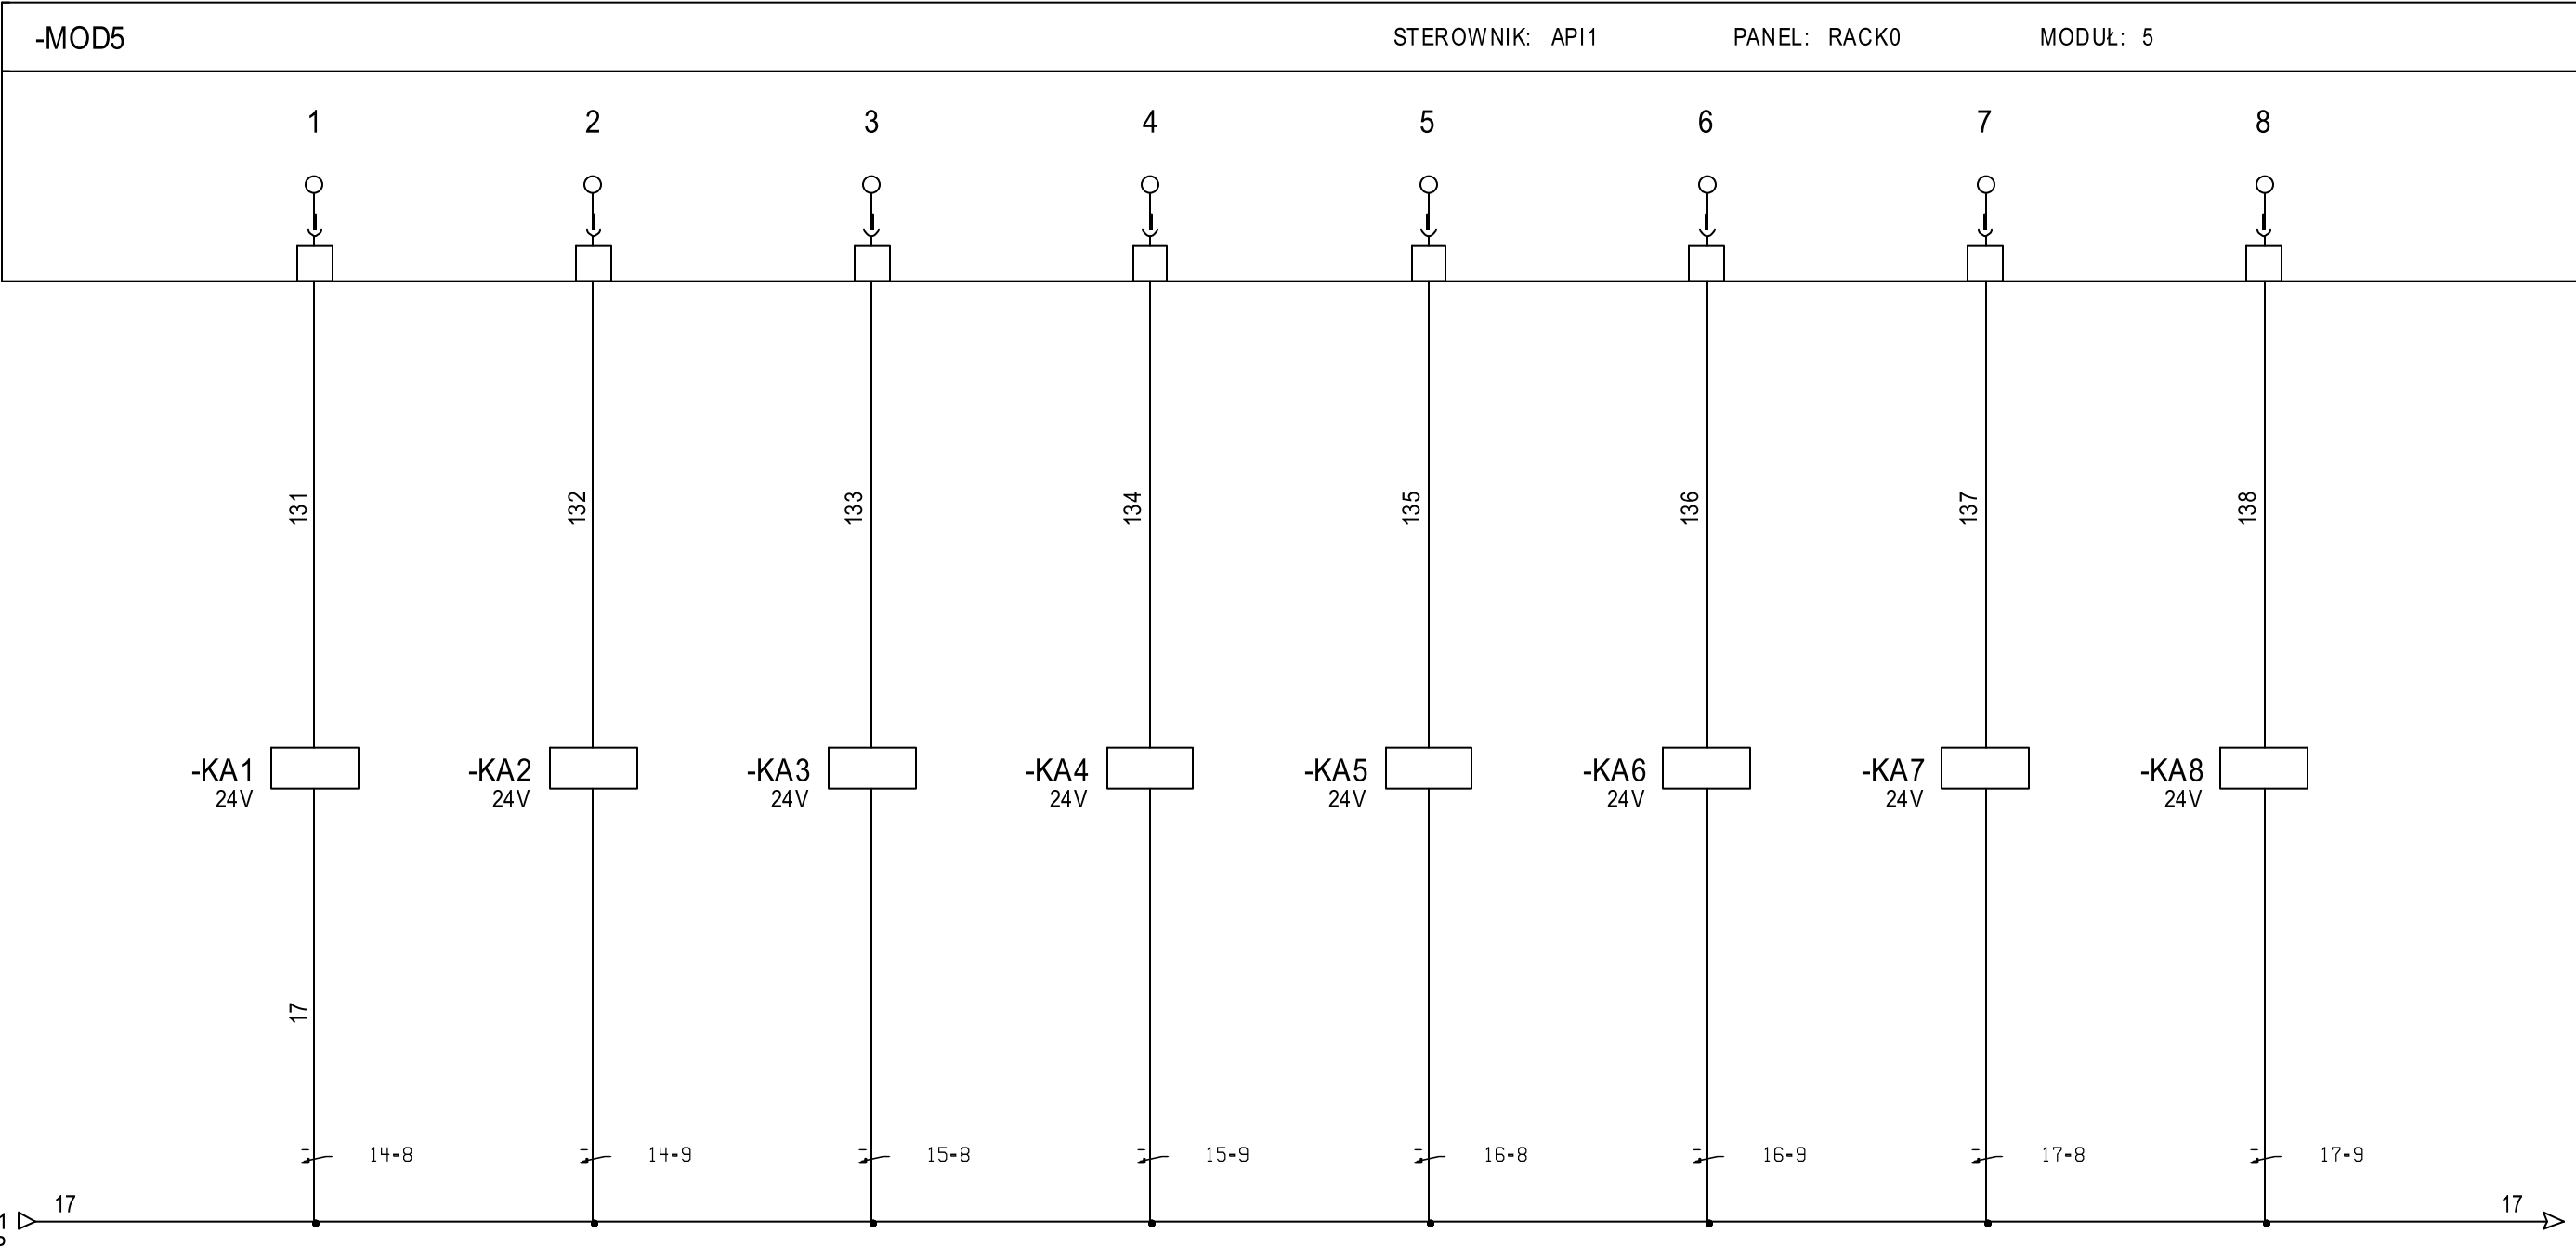 -MOD5 STEROWNIK: API1 PANEL: RACK0 MODUŁ: 5
1 2 3 4 5 6 7 8
131 132 133 134 135 136 137 138
-KA1 -KA2 -KA3 -KA4 -KA5 -KA6 -KA7 -KA8
24V 24V 24V 24V 24V 24V 24V 24V
17
14-8 14-9 15-8 15-9 16-8 16-9 17-8 17-9
17 17